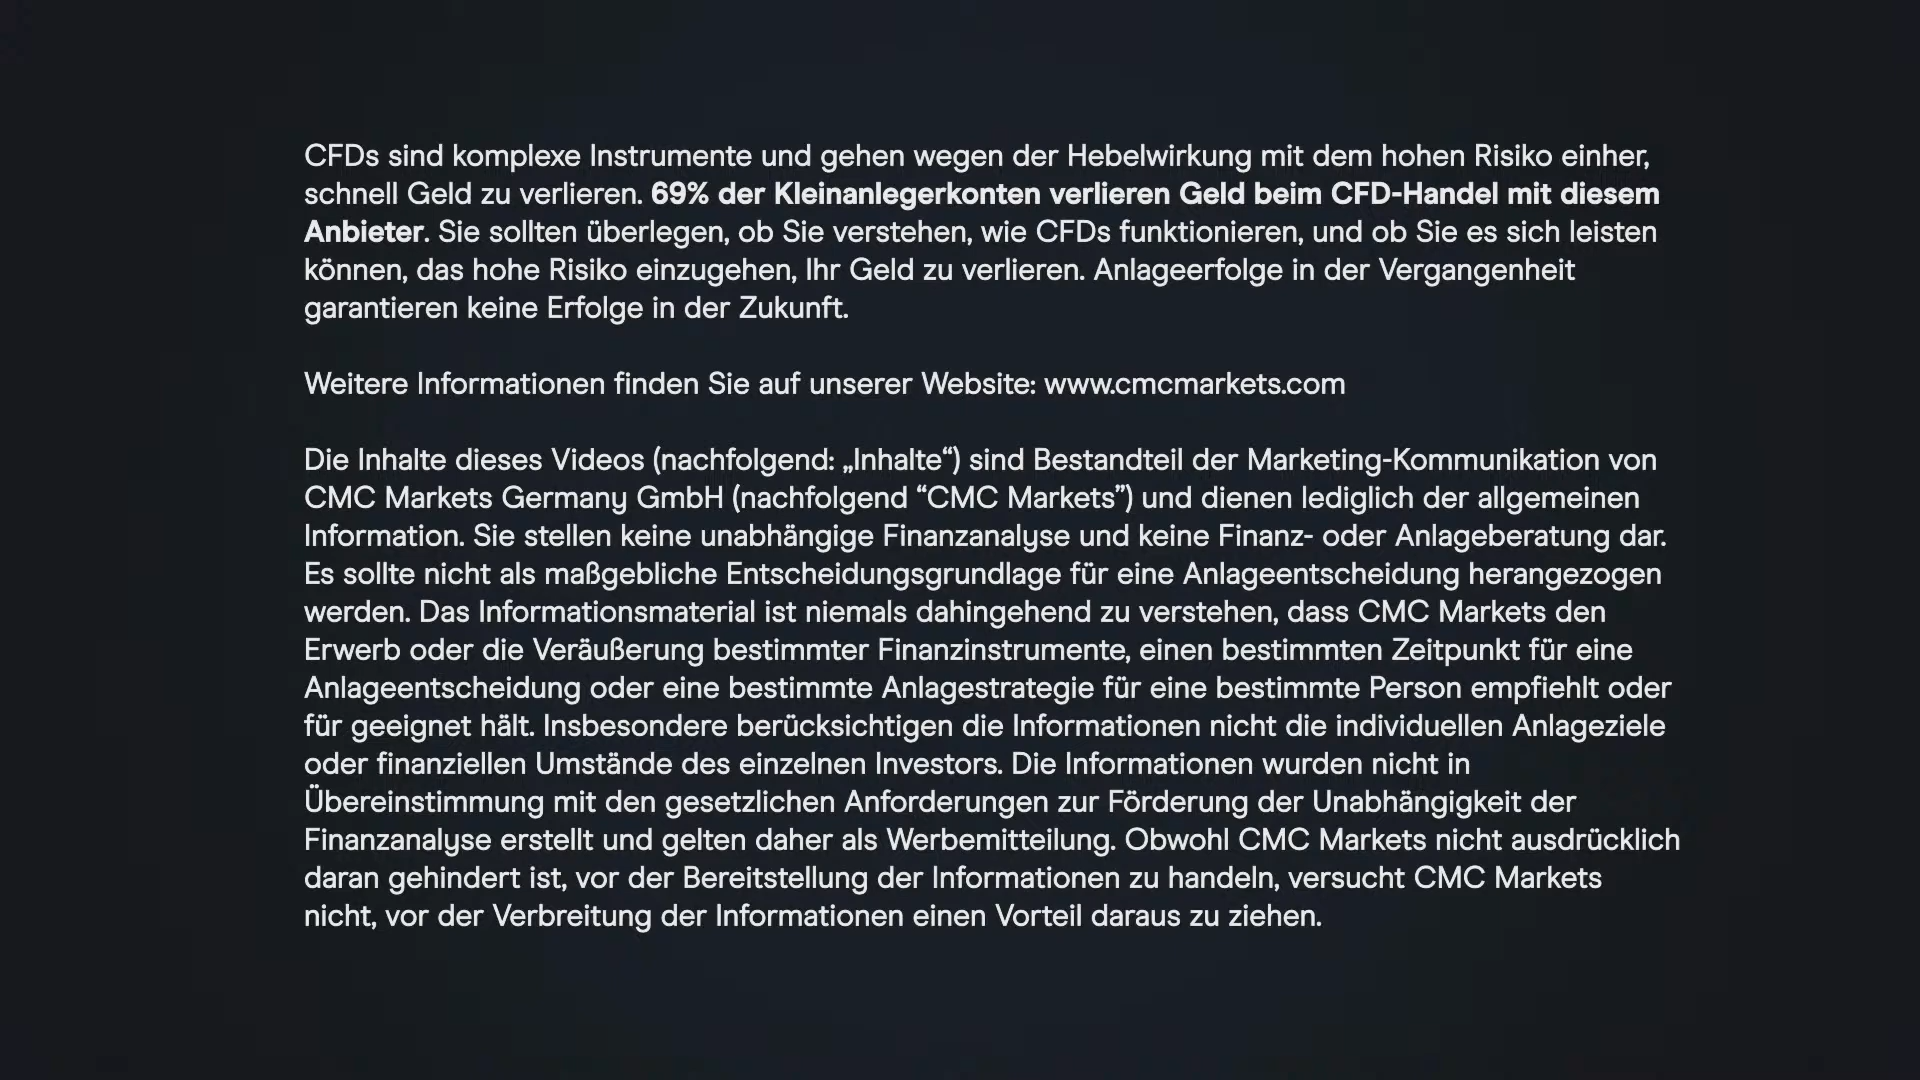 CFDs sind komplexe Instrumente und gehen wegen der Hebelwirkung mit dem hohen Risiko einher,
schnell Geld zu verlieren. 69% der Kleinanlegerkonten verlieren Geld beim CFD-Handel mit diesem
Anbieter. Sie sollten überlegen, ob Sie verstehen, wie CFDs funktionieren, und ob Sie es sich leisten
können, das hohe Risiko einzugehen, Ihr Geld zu verlieren. Anlageerfolge in der Vergangenheit
garantieren keine Erfolge in der Zukunft.
Weitere Informationen finden Sie auf unserer Website: www.cmcmarkets.com
Die Inhalte dieses Videos (nachfolgend: „Inhalte“) sind Bestandteil der Marketing-Kommunikation von
CMC Markets Germany GmbH (nachfolgend “CMC Markets”) und dienen lediglich der allgemeinen
Information. Sie stellen keine unabhängige Finanzanalyse und keine Finanz- oder Anlageberatung dar.
Es sollte nicht als maßgebliche Entscheidungsgrundlage für eine Anlageentscheidung herangezogen
werden. Das Informationsmaterial ist niemals dahingehend zu verstehen, dass CMC Markets den
Erwerb oder die Veräußerung bestimmter Finanzinstrumente, einen bestimmten Zeitpunkt für eine
Anlageentscheidung oder eine bestimmte Anlagestrategie für eine bestimmte Person empfiehlt oder
für geeignet hält. Insbesondere berücksichtigen die Informationen nicht die individuellen Anlageziele
oder finanziellen Umstände des einzelnen Investors. Die Informationen wurden nicht in
Übereinstimmung mit den gesetzlichen Anforderungen zur Förderung der Unabhängigkeit der
Finanzanalyse erstellt und gelten daher als Werbemitteilung. Obwohl CMC Markets nicht ausdrücklich
daran gehindert ist, vor der Bereitstellung der Informationen zu handeln, versucht CMC Markets
nicht, vor der Verbreitung der Informationen einen Vorteil daraus zu ziehen.